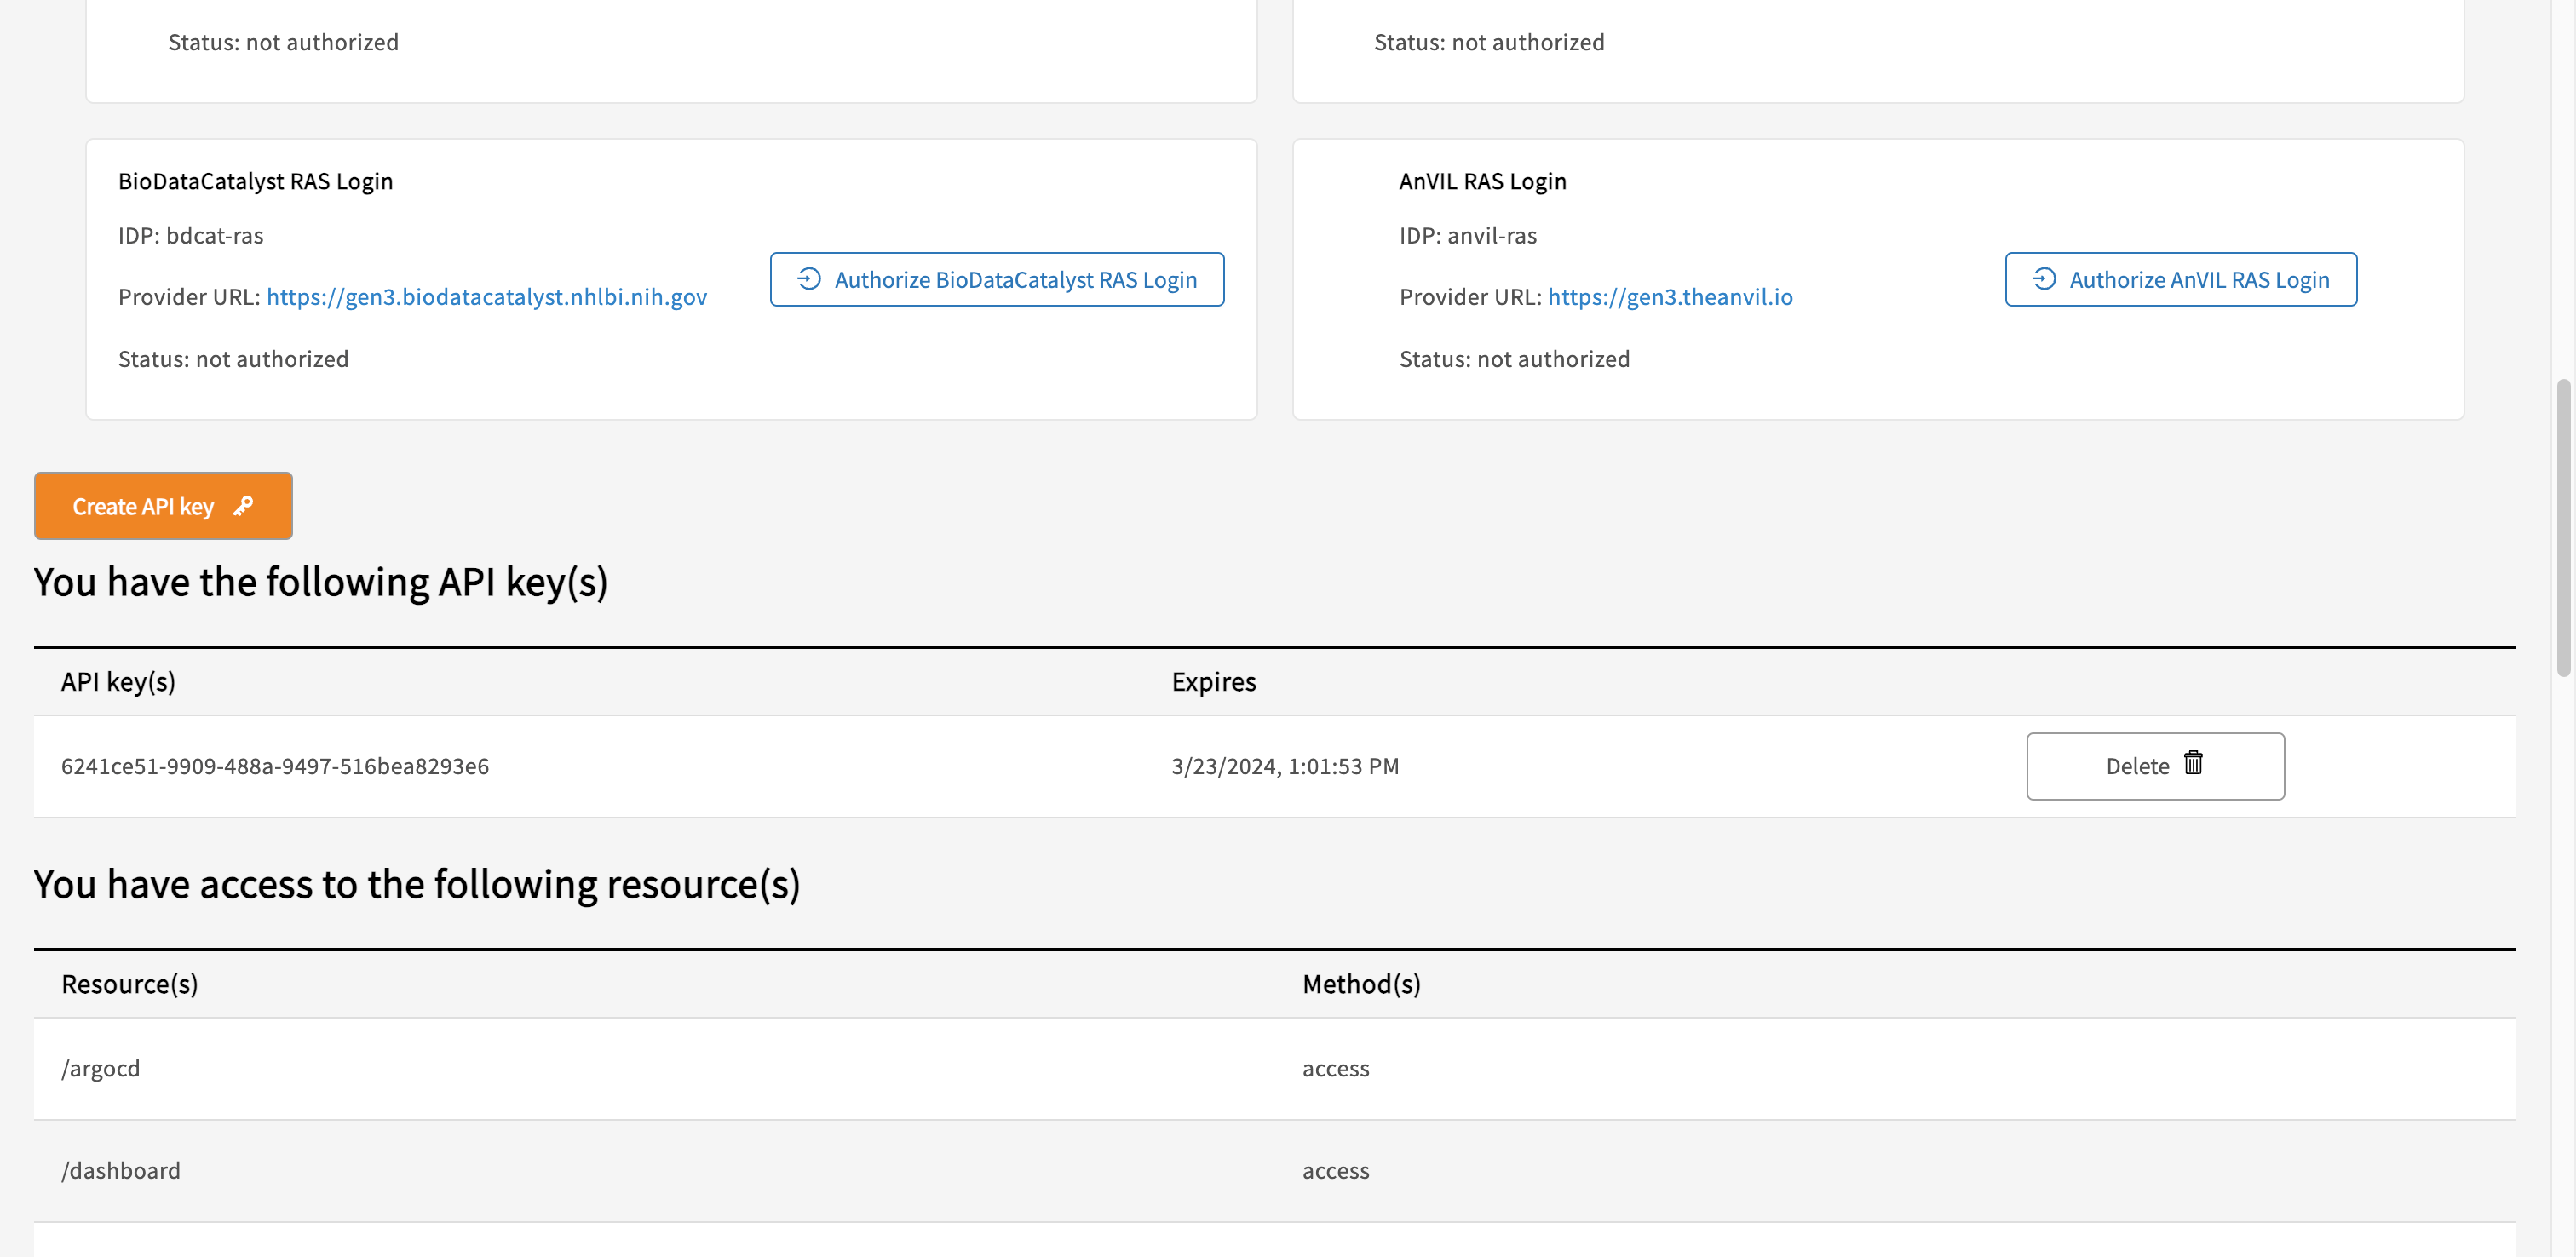 Status: not authorized
Status: not authorized
BioDataCatalyst RAS Login
IDP: bdcat-ras
Provider URL: https://gen3.biodatacatalyst.nhlbi.nih.gov
Status: not authorized
Authorize BioDataCatalyst RAS Login
AnVIL RAS Login
IDP: anvil-ras
Provider URL: https://gen3.theanvil.io
Status: not authorized
Authorize AnVIL RAS Login
Create API key
You have the following API key(s)
API key(s) Expires
6241ce51-9909-488a-9497-516bea8293e6 3/23/2024, 1:01:53 PM Delete
You have access to the following resource(s)
Resource(s) Method(s)
/argocd access
/dashboard access